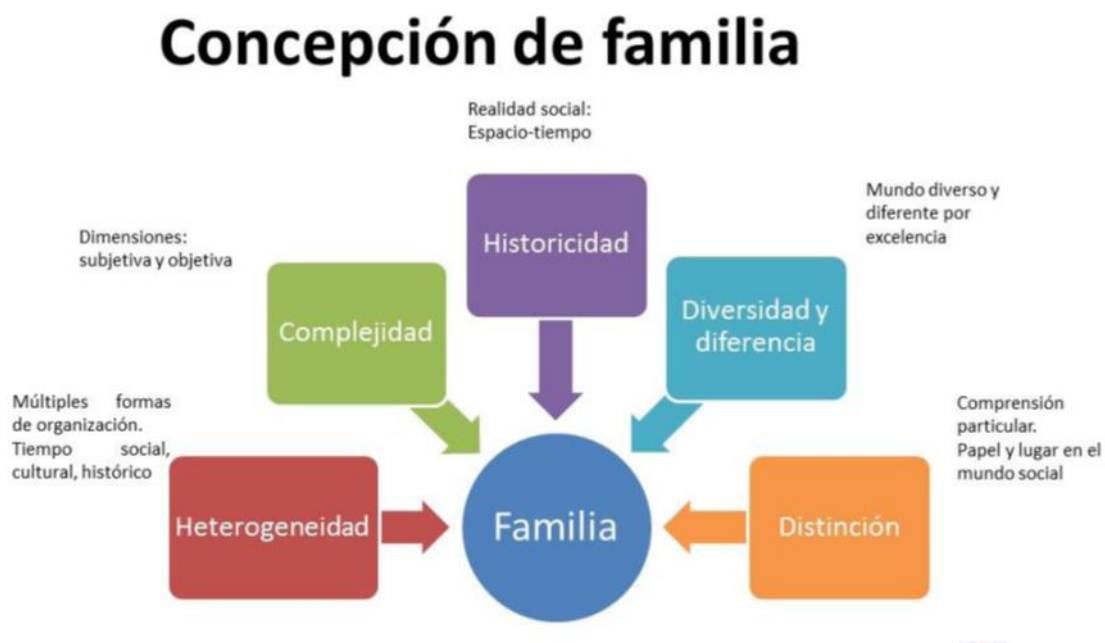 Concepción de familia
Realidad social:
Espacio-tiempo
Historicidad
Dimensiones:
subjetiva y objetiva
Complejidad
Mundo diverso y
diferente por
excelencia
Diversidad y
diferencia
Múltiples formas
de organización.
Tiempo social,
cultural, histórico
Heterogeneidad
Familia
Comprensión
particular.
Papel y lugar en el
mundo social
Distinción